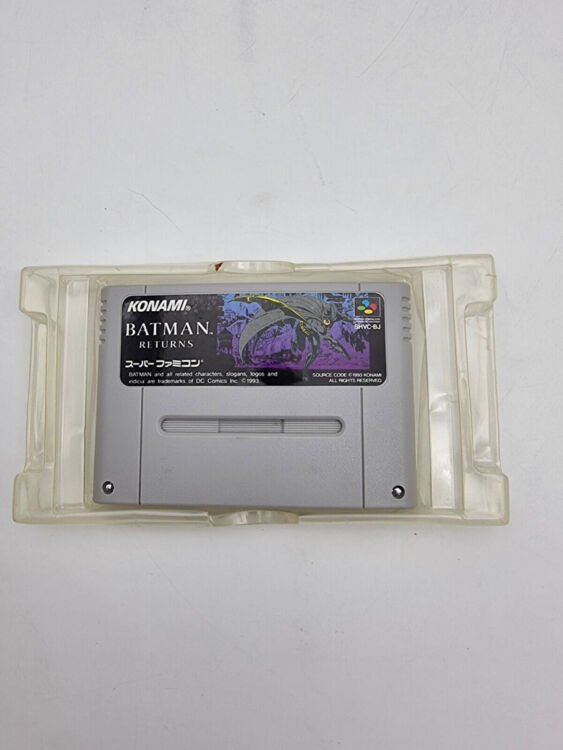 KONAMI®
BATMAN
RETURNS
スーパーファミコン
BATMAN and all related characters, slogans, logos and
indicia are trademarks of DC Comics Inc. ©1993
SHVC-BJ
SOURCE CODE ©1993 KONAMI
ALL RIGHTS RESERVED